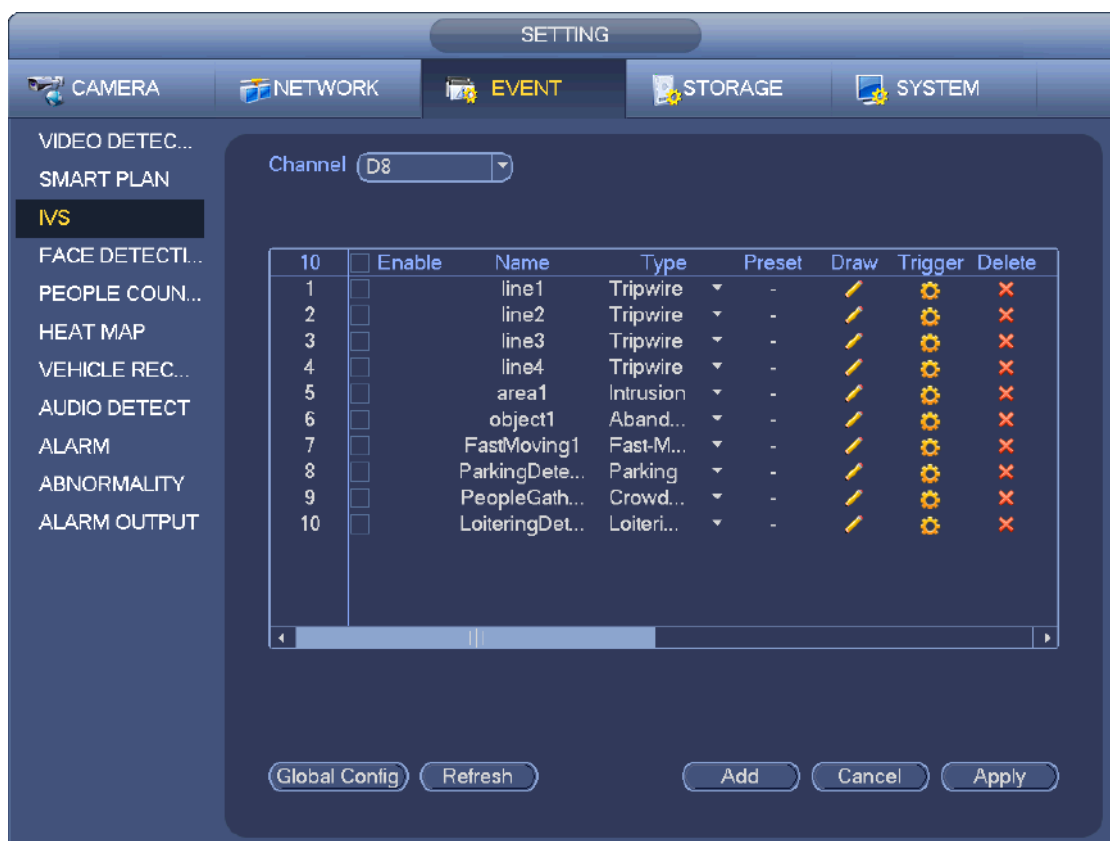 SETTING
CAMERA NETWORK EVENT STORAGE SYSTEM
VIDEO DETEC...
SMART PLAN
IVS
FACE DETECTI...
PEOPLE COUN...
HEAT MAP
VEHICLE REC...
AUDIO DETECT
ALARM
ABNORMALITY
ALARM OUTPUT
Channel D8
10 Enable Name Type Preset Draw Trigger Delete
1 line1 Tripwire -
2 line2 Tripwire -
3 line3 Tripwire -
4 line4 Tripwire -
5 area1 Intrusion -
6 object1 Aband... -
7 FastMoving1 Fast-M... -
8 ParkingDete... Parking -
9 PeopleGath... Crowd... -
10 LoiteringDet... Loiteri... -
Global Config Refresh Add Cancel Apply